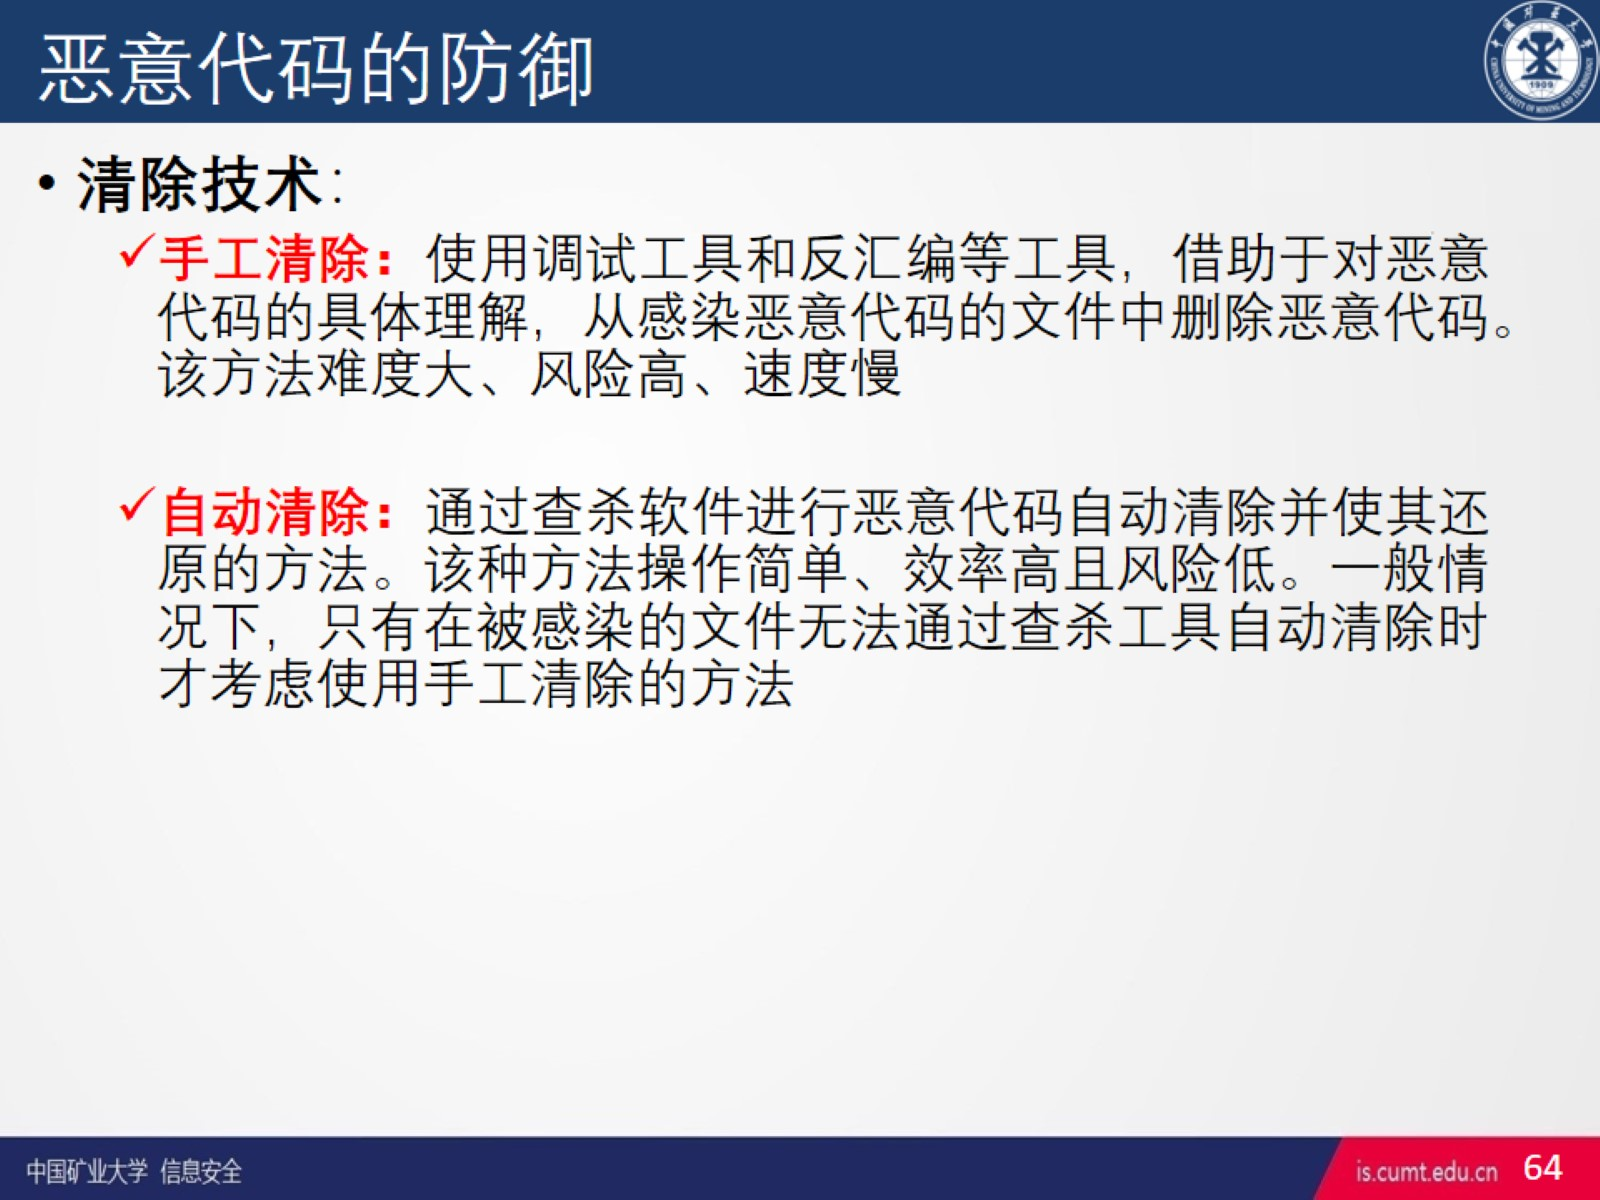 恶意代码的防御
• 清除技术:
✓手工清除：使用调试工具和反汇编等工具，借助于对恶意
代码的具体理解，从感染恶意代码的文件中删除恶意代码。
该方法难度大、风险高、速度慢
✓自动清除：通过查杀软件进行恶意代码自动清除并使其还
原的方法。该种方法操作简单、效率高且风险低。一般情
况下，只有在被感染的文件无法通过查杀工具自动清除时
才考虑使用手工清除的方法
中国矿业大学 信息安全
is.cumt.edu.cn 64
CHINA UNIVERSITY OF MINING AND TECHNOLOGY
1909